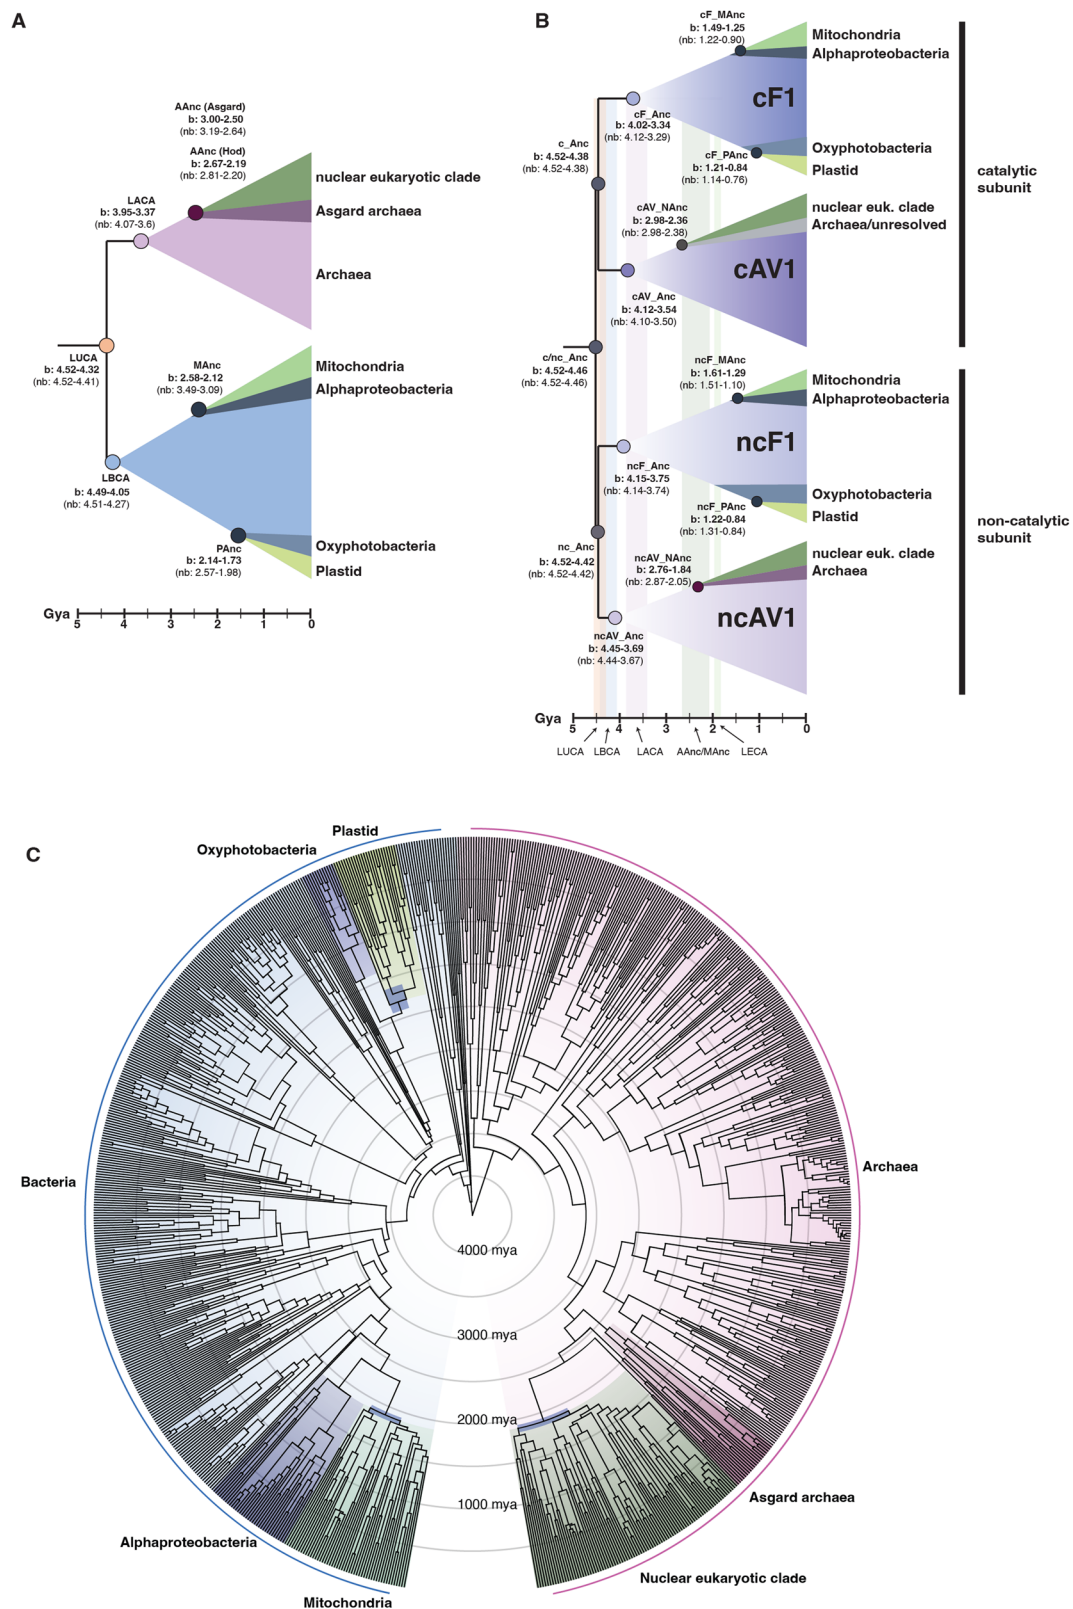 A
AAnc (Asgard)
b: 3.00-2.50
(nb: 3.19-2.64)
AAnc (Hod)
b: 2.67-2.19
(nb: 2.81-2.20)
LACA
b: 3.95-3.37
(nb: 4.07-3.6)
nuclear eukaryotic clade
Asgard archaea
Archaea
LUCA
b: 4.52-4.32
(nb: 4.52-4.41)
MAnc
b: 2.58-2.12
(nb: 3.49-3.09)
Mitochondria
Alphaproteobacteria
LBCA
b: 4.49-4.05
(nb: 4.51-4.27)
PAnc
b: 2.14-1.73
(nb: 2.57-1.98)
Oxyphotobacteria
Plastid
Gya
5 4 3 2 1 0
B
cF_MAnc
b: 1.49-1.25
(nb: 1.22-0.90)
Mitochondria
Alphaproteobacteria
cF1
cF_Anc
b: 4.02-3.34
(nb: 4.12-3.29)
c_Anc
b: 4.52-4.38
(nb: 4.52-4.38)
cF_PAnc
b: 1.21-0.84
(nb: 1.14-0.76)
Oxyphotobacteria
Plastid
catalytic
subunit
cAV_NAnc
b: 2.98-2.36
(nb: 2.98-2.38)
nuclear euk. clade
Archaea/unresolved
cAV1
cAV_Anc
b: 4.12-3.54
(nb: 4.10-3.50)
c/nc_Anc
b: 4.52-4.46
(nb: 4.52-4.46)
ncF_MAnc
b: 1.61-1.29
(nb: 1.51-1.10)
Mitochondria
Alphaproteobacteria
ncF1
ncF_Anc
b: 4.15-3.75
(nb: 4.14-3.74)
Oxyphotobacteria
Plastid
ncF_PAnc
b: 1.22-0.84
(nb: 1.31-0.84)
non-catalytic
subunit
nc_Anc
b: 4.52-4.42
(nb: 4.52-4.42)
ncAV_NAnc
b: 2.76-1.84
(nb: 2.87-2.05)
nuclear euk. clade
Archaea
ncAV1
ncAV_Anc
b: 4.45-3.69
(nb: 4.44-3.67)
Gya
5 4 3 2 1 0
LUCA LBCA LACA AAnc/MAnc LECA
C
Plastid
Oxyphotobacteria
Bacteria
Archaea
4000 mya
3000 mya
2000 mya
1000 mya
Asgard archaea
Alphaproteobacteria
Nuclear eukaryotic clade
Mitochondria